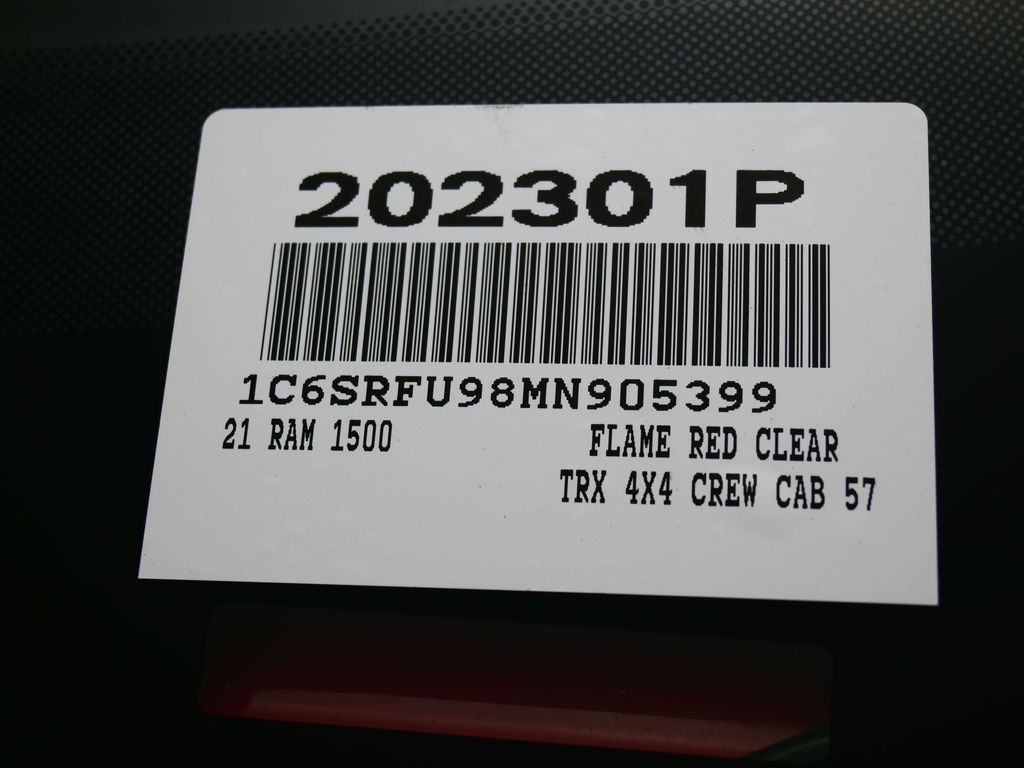 202301P
1C6SRFU98MN905399
21 RAM 1500 FLAME RED CLEAR
TRX 4X4 CREW CAB 57